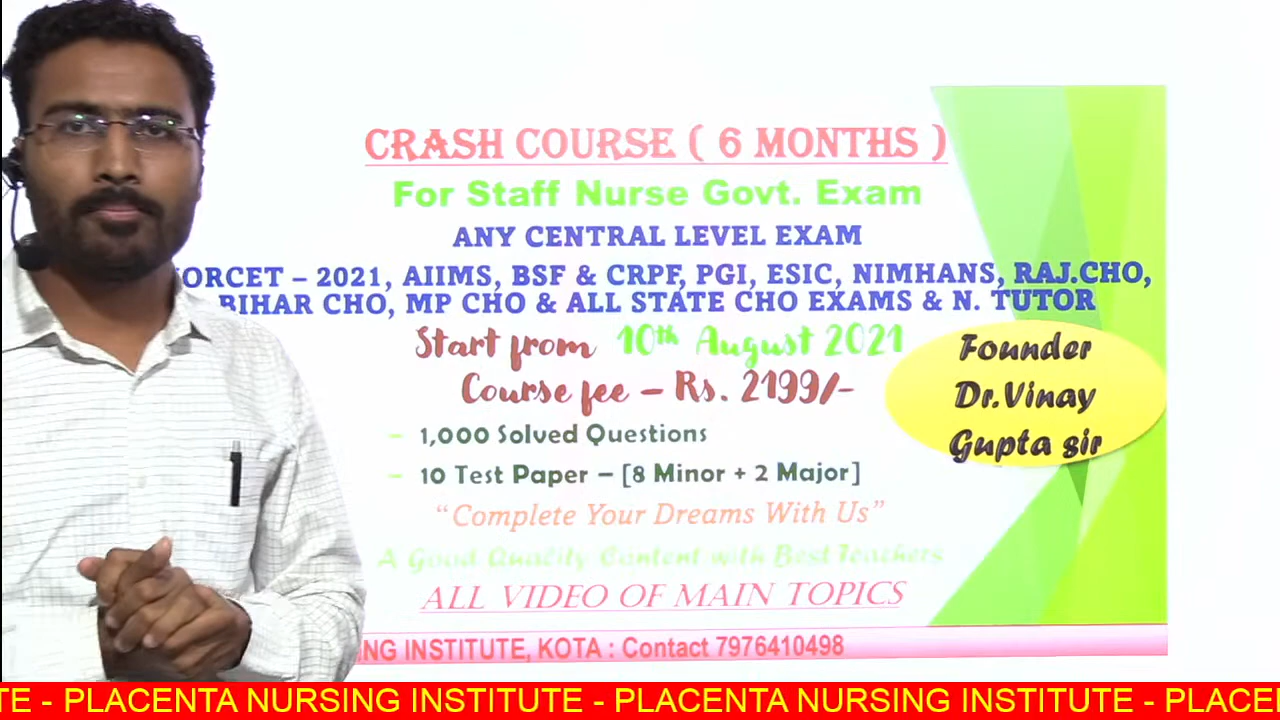 CRASH COURSE ( 6 MONTHS )
For Staff Nurse Govt. Exam
ANY CENTRAL LEVEL EXAM
ORCET – 2021, AIIMS, BSF & CRPF, PGI, ESIC, NIMHANS, RAJ.CHO,
BIHAR CHO, MP CHO & ALL STATE CHO EXAMS & N. TUTOR
Start from 10th August 2021
Course fee – Rs. 2199/-
Founder
Dr.Vinay
Gupta sir
– 1,000 Solved Questions
– 10 Test Paper – [8 Minor + 2 Major]
“Complete Your Dreams With Us”
A Good Quality Content with Best Teachers
ALL VIDEO OF MAIN TOPICS
NG INSTITUTE, KOTA : Contact 7976410498
TE - PLACENTA NURSING INSTITUTE - PLACENTA NURSING INSTITUTE - PLACE